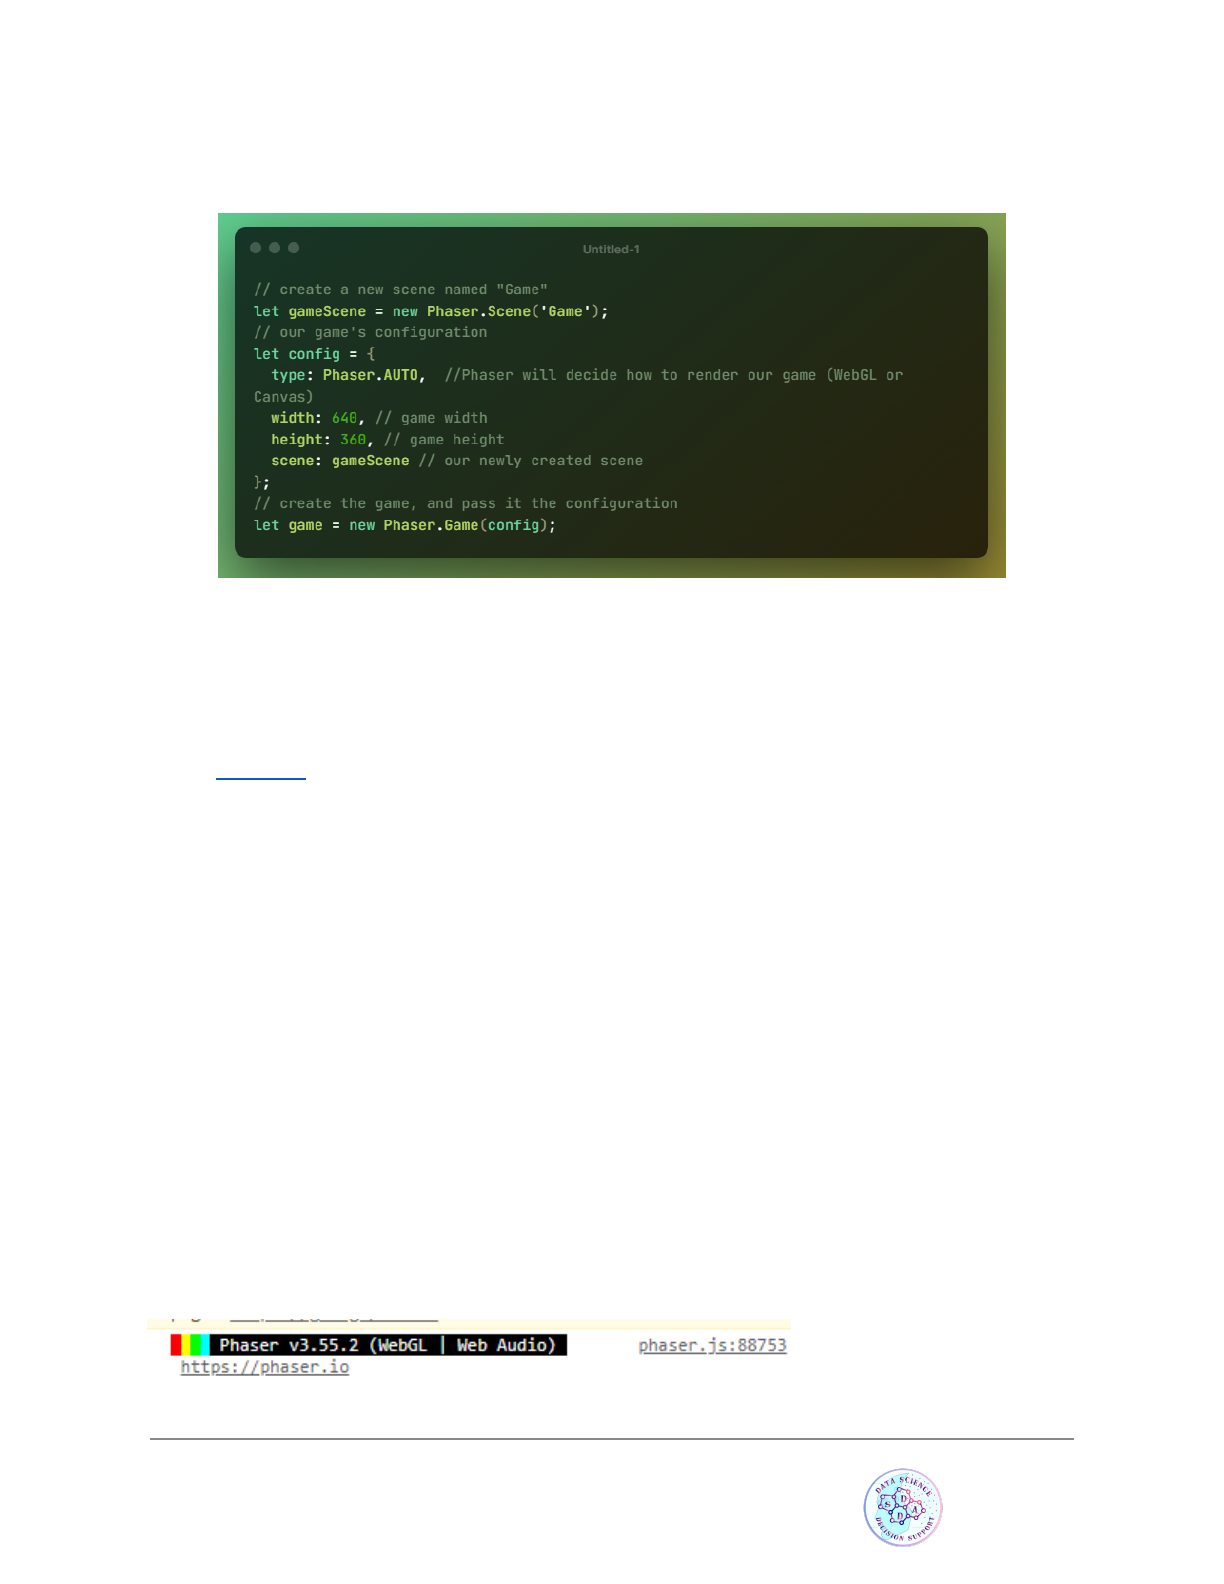 Untitled-1
// create a new scene named "Game"
let gameScene = new Phaser.Scene('Game');
// our game's configuration
let config = {
type: Phaser.AUTO,  //Phaser will decide how to render our game (WebGL or
Canvas)
width: 640, // game width
height: 360, // game height
scene: gameScene // our newly created scene
};
// create the game, and pass it the configuration
let game = new Phaser.Game(config);
Phaser v3.55.2 (WebGL | Web Audio) phaser.js:88753
https://phaser.io
DATA SCIENCE
S D D A
DECISION SUPPORT